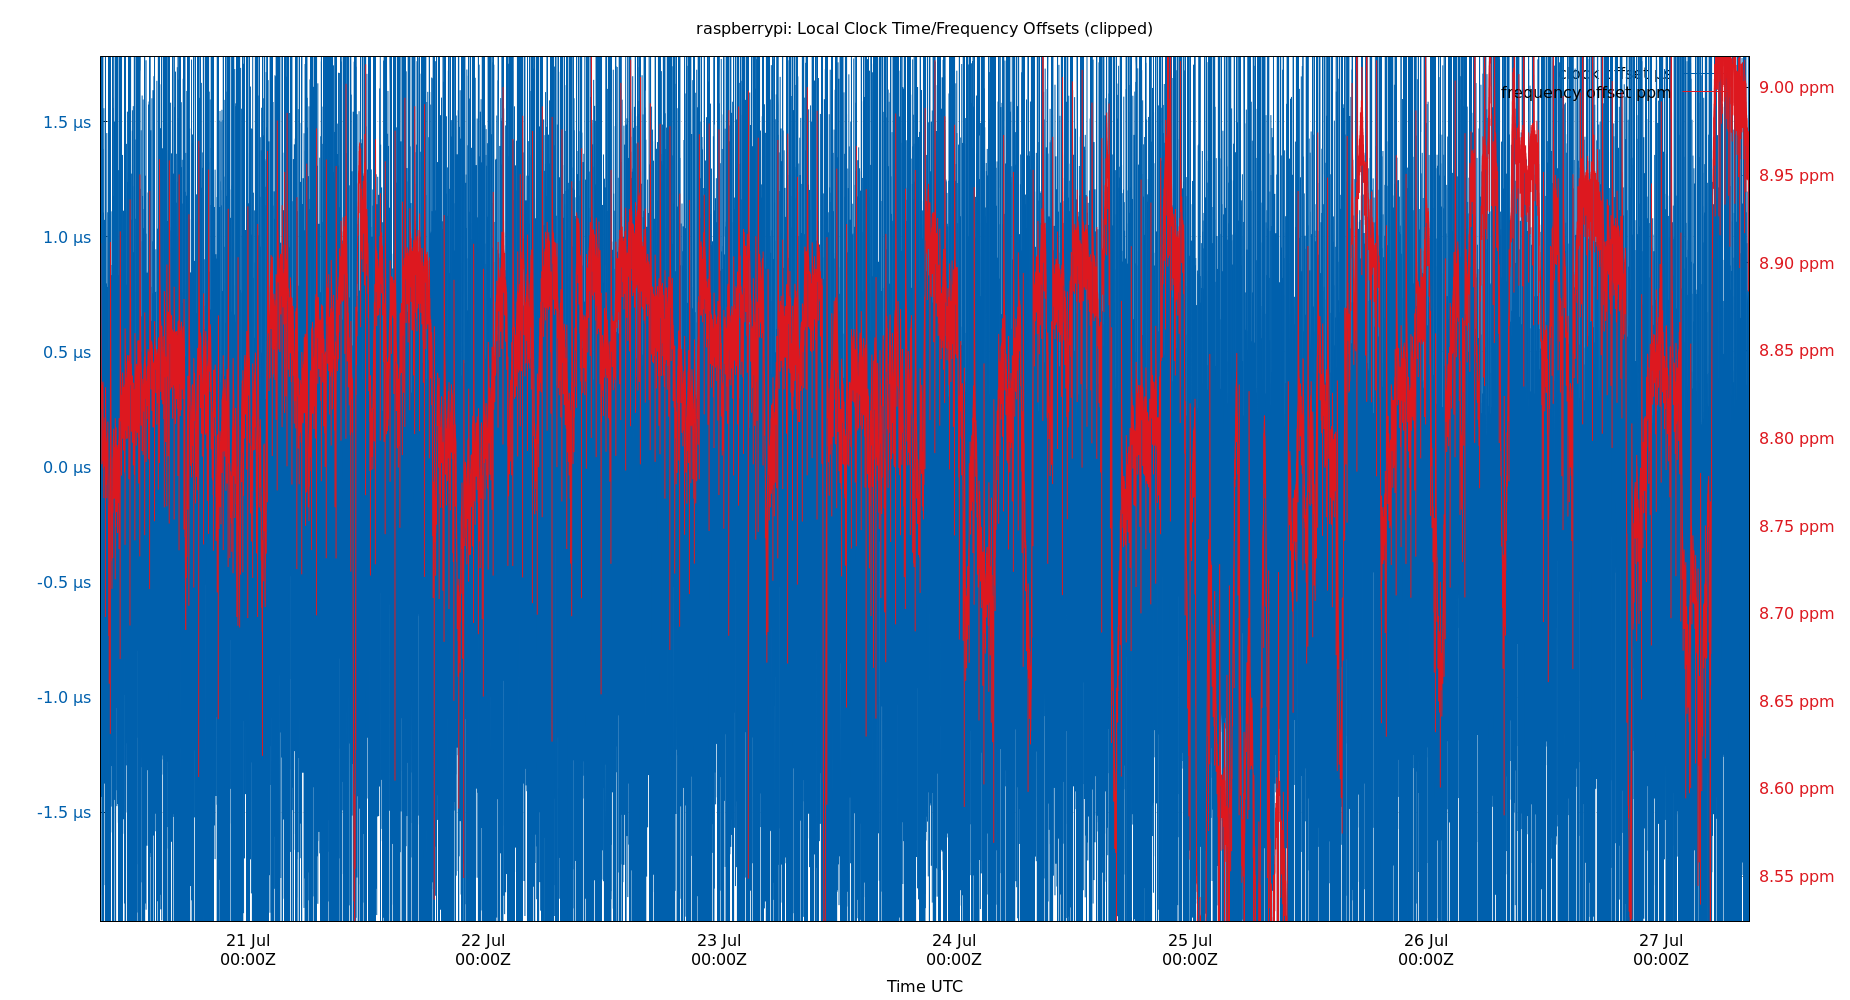 raspberrypi: Local Clock Time/Frequency Offsets (clipped)
clock offset µs
frequency offset ppm
1.5 µs
1.0 µs
0.5 µs
0.0 µs
-0.5 µs
-1.0 µs
-1.5 µs
9.00 ppm
8.95 ppm
8.90 ppm
8.85 ppm
8.80 ppm
8.75 ppm
8.70 ppm
8.65 ppm
8.60 ppm
8.55 ppm
21 Jul
00:00Z
22 Jul
00:00Z
23 Jul
00:00Z
24 Jul
00:00Z
25 Jul
00:00Z
26 Jul
00:00Z
27 Jul
00:00Z
Time UTC